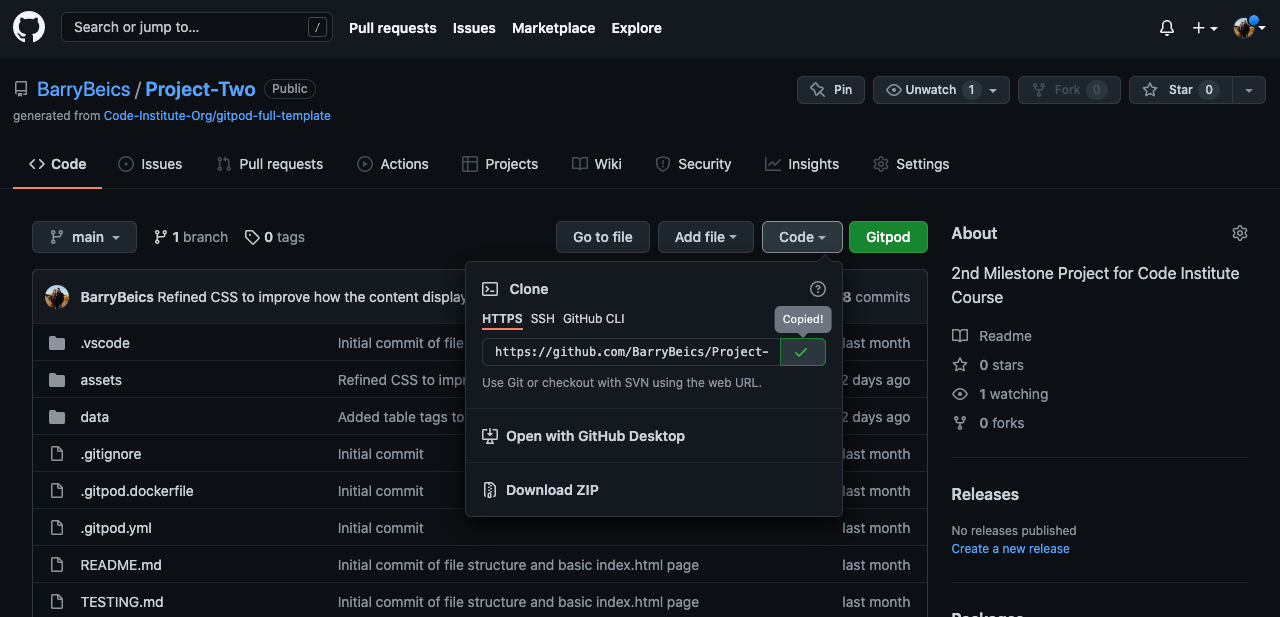 Search or jump to... /
Pull requests Issues Marketplace Explore
BarryBeics / Project-Two Public
generated from Code-Institute-Org/gitpod-full-template
Pin Unwatch 1 Fork 0 Star 0
Code Issues Pull requests Actions Projects Wiki Security Insights Settings
main 1 branch 0 tags Go to file Add file Code Gitpod
BarryBeics Refined CSS to improve how the content display 8 commits
.vscode Initial commit of file last month
assets Refined CSS to impr 2 days ago
data Added table tags to 2 days ago
.gitignore Initial commit last month
.gitpod.dockerfile Initial commit last month
.gitpod.yml Initial commit last month
README.md Initial commit of file structure and basic index.html page last month
TESTING.md Initial commit of file structure and basic index.html page last month
Clone
HTTPS SSH GitHub CLI
Copied!
https://github.com/BarryBeics/Project-
Use Git or checkout with SVN using the web URL.
Open with GitHub Desktop
Download ZIP
About
2nd Milestone Project for Code Institute
Course
Readme
0 stars
1 watching
0 forks
Releases
No releases published
Create a new release